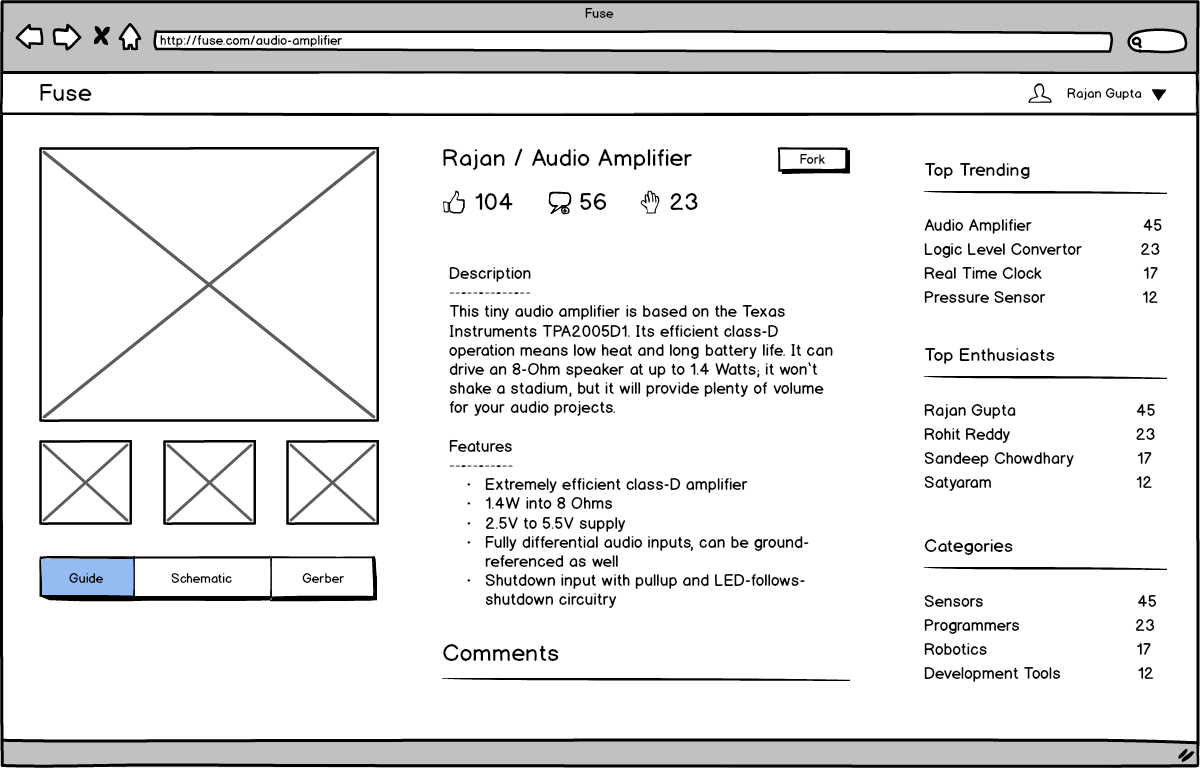 Fuse
http://fuse.com/audio-amplifier
Fuse
Rajan Gupta
Rajan / Audio Amplifier
Fork
104 56 23
Description
This tiny audio amplifier is based on the Texas
Instruments TPA2005D1. Its efficient class-D
operation means low heat and long battery life. It can
drive an 8-Ohm speaker at up to 1.4 Watts; it won`t
shake a stadium, but it will provide plenty of volume
for your audio projects.
Features
· Extremely efficient class-D amplifier
· 1.4W into 8 Ohms
· 2.5V to 5.5V supply
· Fully differential audio inputs, can be ground-
referenced as well
· Shutdown input with pullup and LED-follows-
shutdown circuitry
Comments
Guide Schematic Gerber
Top Trending
Audio Amplifier 45
Logic Level Convertor 23
Real Time Clock 17
Pressure Sensor 12
Top Enthusiasts
Rajan Gupta 45
Rohit Reddy 23
Sandeep Chowdhary 17
Satyaram 12
Categories
Sensors 45
Programmers 23
Robotics 17
Development Tools 12